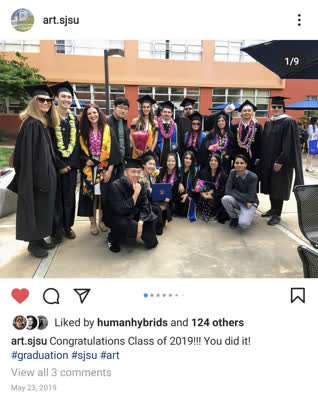 art.sjsu
1/9
Liked by humanhybrids and 124 others
art.sjsu Congratulations Class of 2019!!! You did it!
#graduation #sjsu #art
View all 3 comments
May 23, 2019